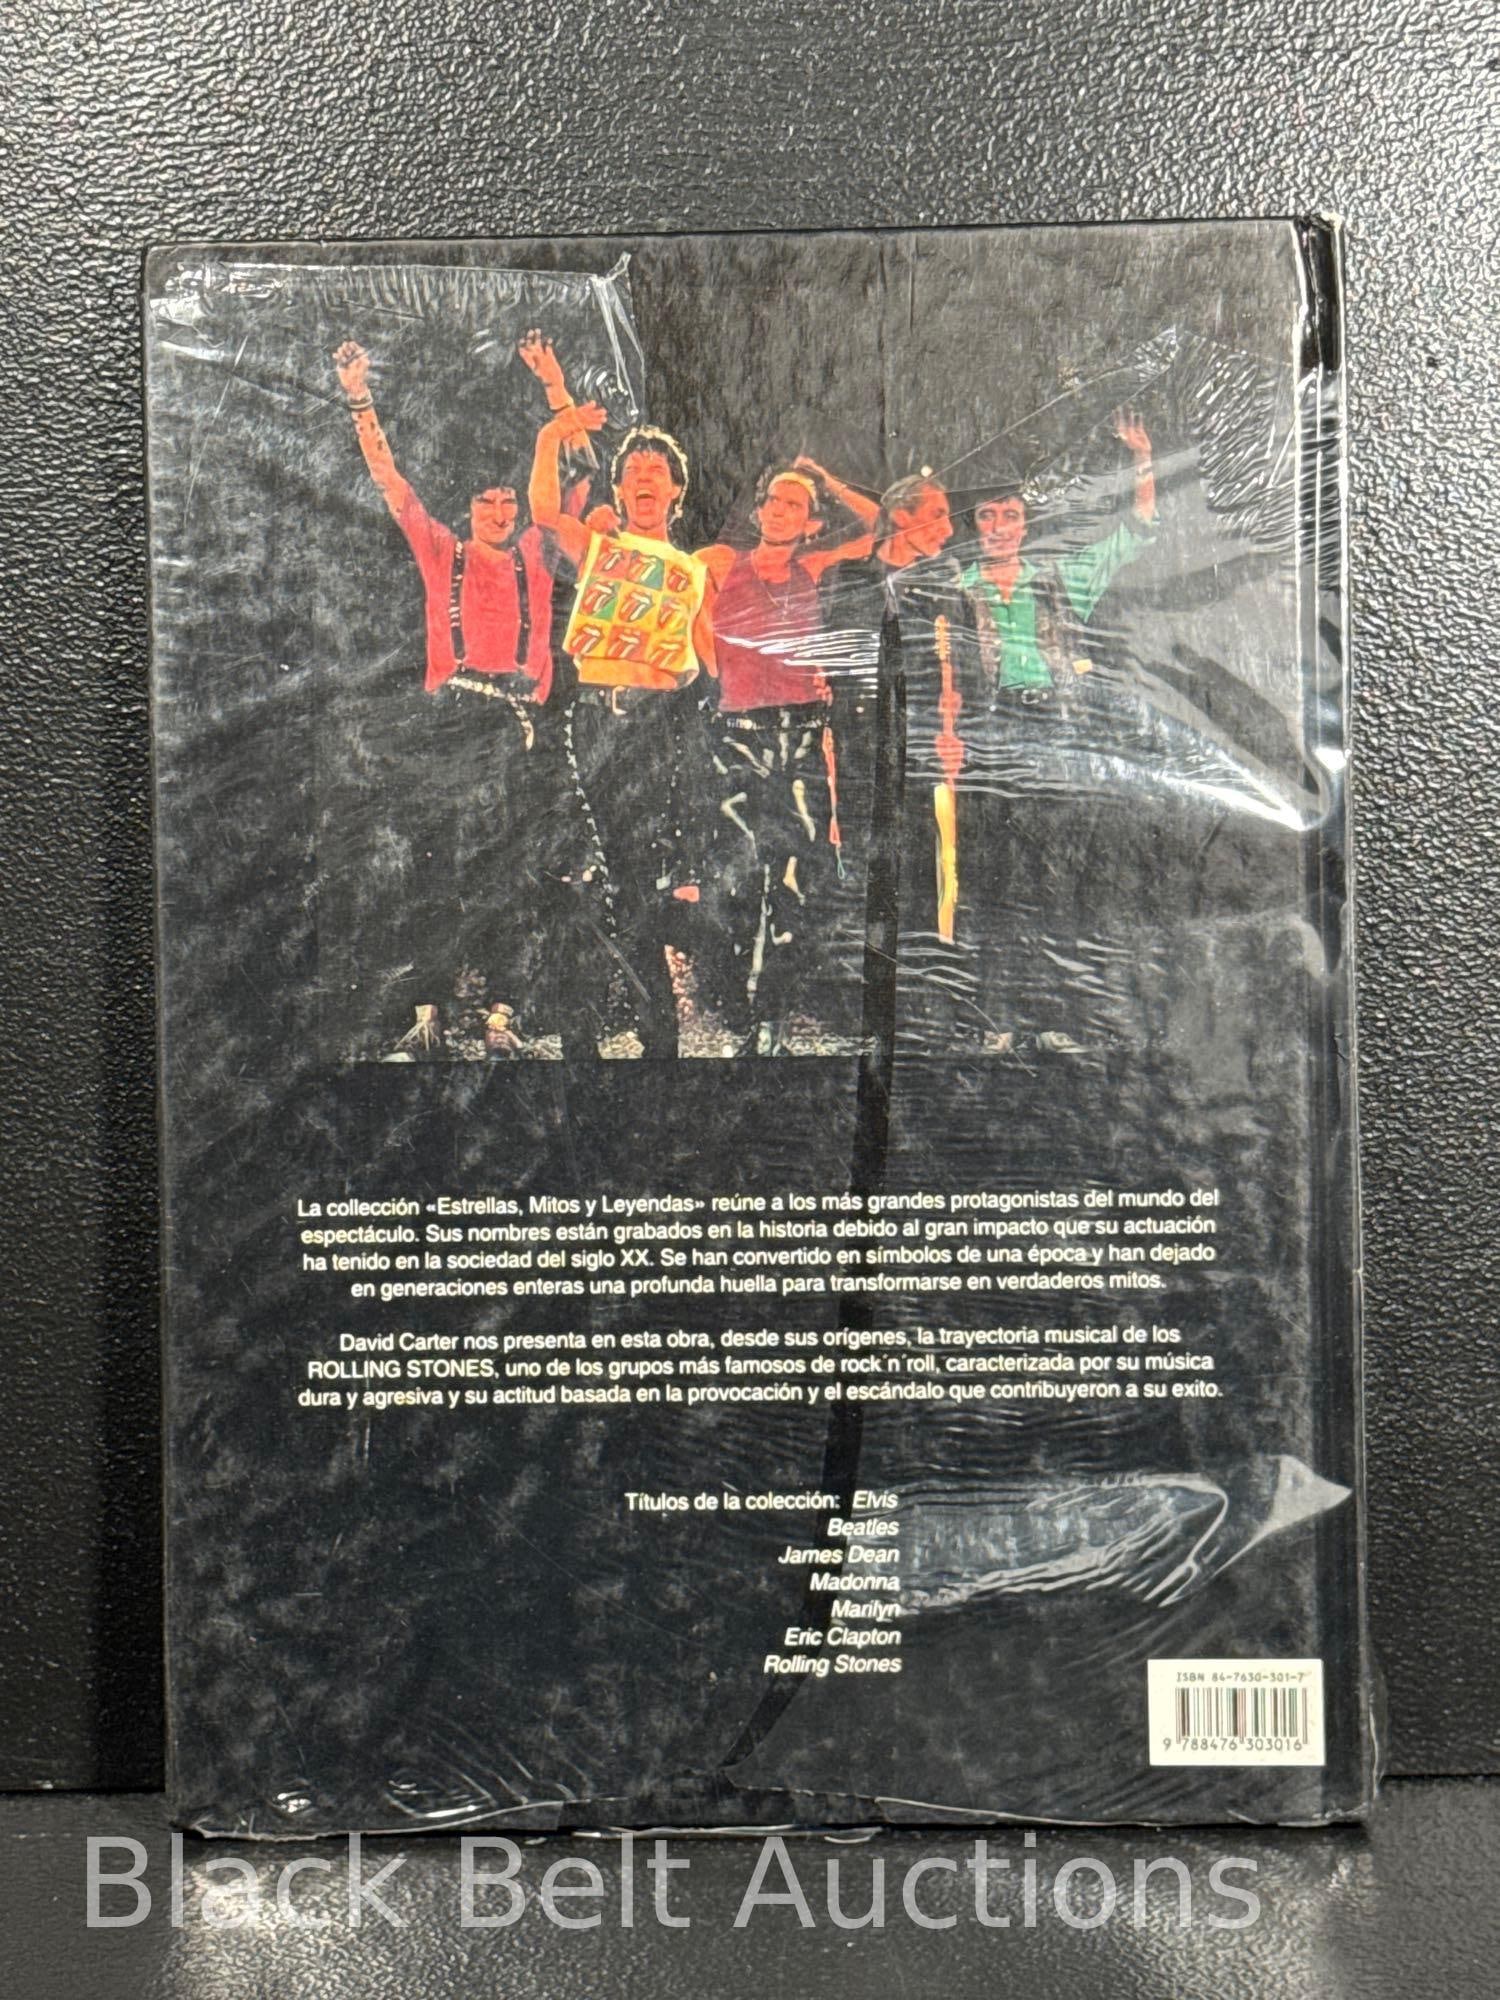 La collección «Estrellas, Mitos y Leyendas» reúne a los más grandes protagonistas del mundo del
espectáculo. Sus nombres están grabados en la historia debido al gran impacto que su actuación
ha tenido en la sociedad del siglo XX. Se han convertido en símbolos de una época y han dejado
en generaciones enteras una profunda huella para transformarse en verdaderos mitos.
David Carter nos presenta en esta obra, desde sus orígenes, la trayectoria musical de los
ROLLING STONES, uno de los grupos más famosos de rock´n´roll, caracterizada por su música
dura y agresiva y su actitud basada en la provocación y el escándalo que contribuyeron a su exito.
Títulos de la colección: Elvis
Beatles
James Dean
Madonna
Marilyn
Eric Clapton
Rolling Stones
ISBN 84-7630-301-7
9 788476 303016
Black Belt Auctions